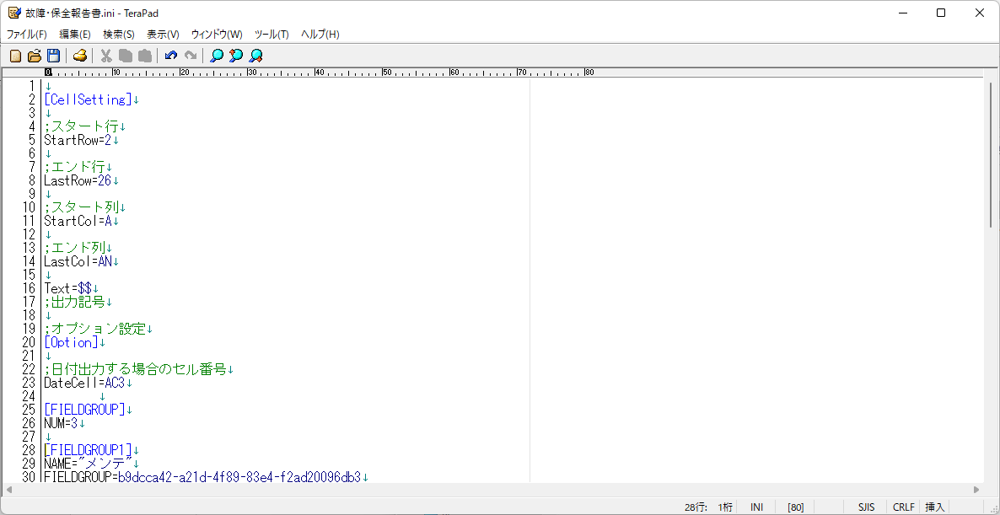 故障・保全報告書.ini - TeraPad
ファイル(F) 編集(E) 検索(S) 表示(V) ウィンドウ(W) ツール(T) ヘルプ(H)
0 10 20 30 40 50 60 70 80
1 ↓
2 [CellSetting]↓
3 ↓
4 ;スタート行↓
5 StartRow=2↓
6 ↓
7 ;エンド行↓
8 LastRow=26↓
9 ↓
10 ;スタート列↓
11 StartCol=A↓
12 ↓
13 ;エンド列↓
14 LastCol=AN↓
15 ↓
16 Text=$$↓
17 ;出力記号↓
18 ↓
19 ;オプション設定↓
20 [Option]↓
21 ↓
22 ;日付出力する場合のセル番号↓
23 DateCell=AC3↓
24 ↓
25 [FIELDGROUP]↓
26 NUM=3↓
27 ↓
28 [FIELDGROUP1]↓
29 NAME="メンテ"↓
30 FIELDGROUP=b9dcca42-a21d-4f89-83e4-f2ad20096db3↓
28行: 1桁 INI [80] SJIS CRLF 挿入